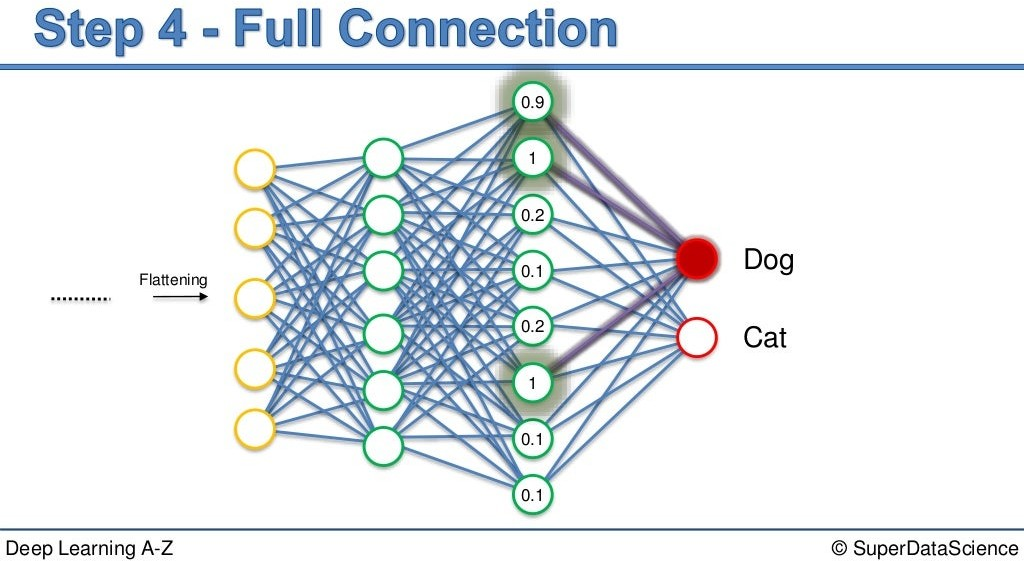 Step 4 - Full Connection
Flattening
0.9
1
0.2
0.1
0.2
1
0.1
0.1
Dog
Cat
Deep Learning A-Z
© SuperDataScience